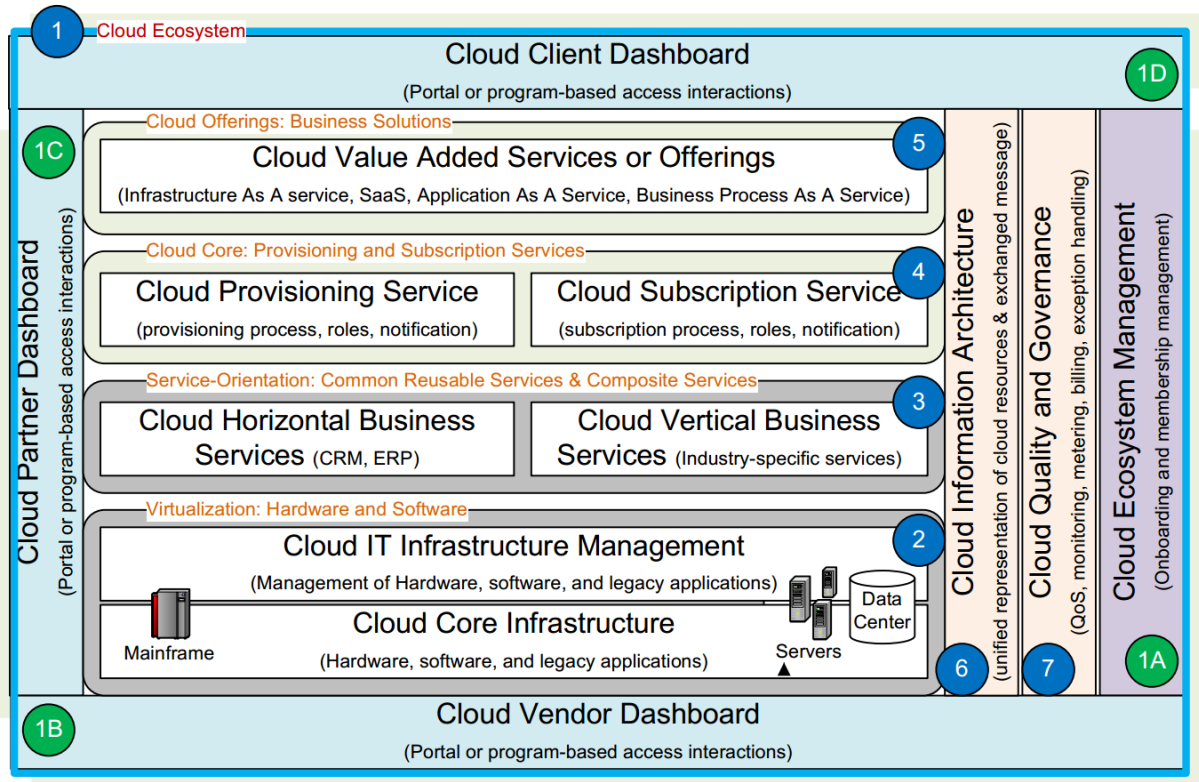 1
Cloud Ecosystem
Cloud Client Dashboard
(Portal or program-based access interactions)
1D
1C
Cloud Partner Dashboard
(Portal or program-based access interactions)
Cloud Offerings: Business Solutions
5
Cloud Value Added Services or Offerings
(Infrastructure As A service, SaaS, Application As A Service, Business Process As A Service)
Cloud Core: Provisioning and Subscription Services
4
Cloud Provisioning Service
(provisioning process, roles, notification)
Cloud Subscription Service
(subscription process, roles, notification)
Service-Orientation: Common Reusable Services & Composite Services
3
Cloud Horizontal Business
Services (CRM, ERP)
Cloud Vertical Business
Services (Industry-specific services)
Virtualization: Hardware and Software
2
Cloud IT Infrastructure Management
(Management of Hardware, software, and legacy applications)
Mainframe
Cloud Core Infrastructure
(Hardware, software, and legacy applications)
Servers
Data
Center
Cloud Information Architecture
(unified representation of cloud resources & exchanged message)
6
Cloud Quality and Governance
(QoS, monitoring, metering, billing, exception handling)
7
Cloud Ecosystem Management
(Onboarding and membership management)
1A
1B
Cloud Vendor Dashboard
(Portal or program-based access interactions)